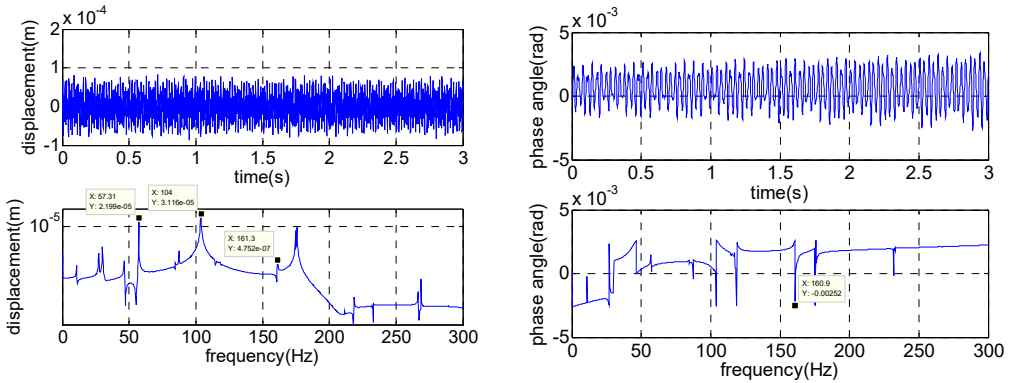 x 10⁻⁴
displacement(m)
2
1
0
-1
0 0.5 1 1.5 2 2.5 3
time(s)
x 10⁻³
phase angle(rad)
5
0
-5
0 0.5 1 1.5 2 2.5 3
time(s)
displacement(m)
10⁻⁵
X: 57.31
Y: 2.199e-05
X: 104
Y: 3.116e-05
X: 161.3
Y: 4.752e-07
0 50 100 150 200 250 300
frequency(Hz)
x 10⁻³
phase angle(rad)
5
0
-5
X: 160.9
Y: -0.00252
0 50 100 150 200 250 300
frequency(Hz)